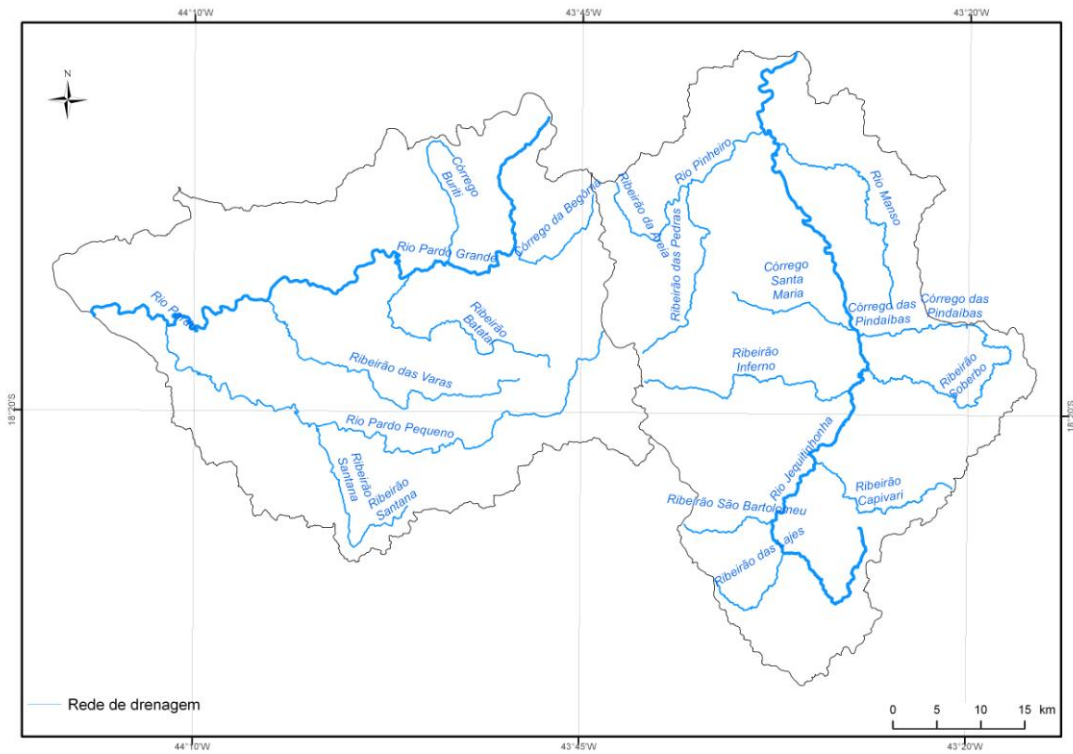 44°10'W
43°45'W
43°20'W
N
Córrego
Buriti
Rio Pardo Grande
Córrego da Begônia
Ribeirão da Areia
Rio Pinheiro
Ribeirão das Pedras
Rio Manso
Córrego
Santa
Maria
Córrego das
Pindaíbas
Córrego das
Pindaíbas
Ribeirão
Batatal
Ribeirão das Varas
Ribeirão
Inferno
Ribeirão
Soberbo
18°20'S
Rio Pardo Pequeno
Rio Jequitinhonha
Ribeirão
Santana
Ribeirão
Santana
Ribeirão São Bartolomeu
Ribeirão
Capivari
Ribeirão das Lajes
Rede de drenagem
0 5 10 15 km
44°10'W
43°45'W
43°20'W